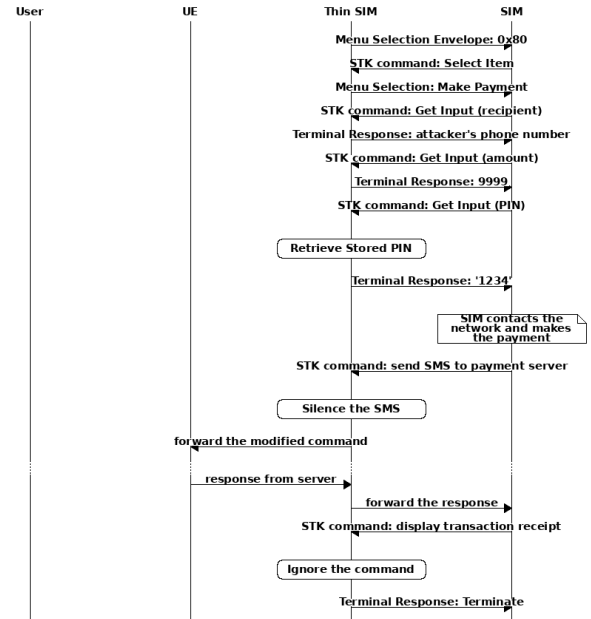 User UE Thin SIM SIM
Menu Selection Envelope: 0x80
STK command: Select Item
Menu Selection: Make Payment
STK command: Get Input (recipient)
Terminal Response: attacker's phone number
STK command: Get Input (amount)
Terminal Response: 9999
STK command: Get Input (PIN)
Retrieve Stored PIN
Terminal Response: '1234'
SIM contacts the
network and makes
the payment
STK command: send SMS to payment server
Silence the SMS
forward the modified command
response from server
forward the response
STK command: display transaction receipt
Ignore the command
Terminal Response: Terminate